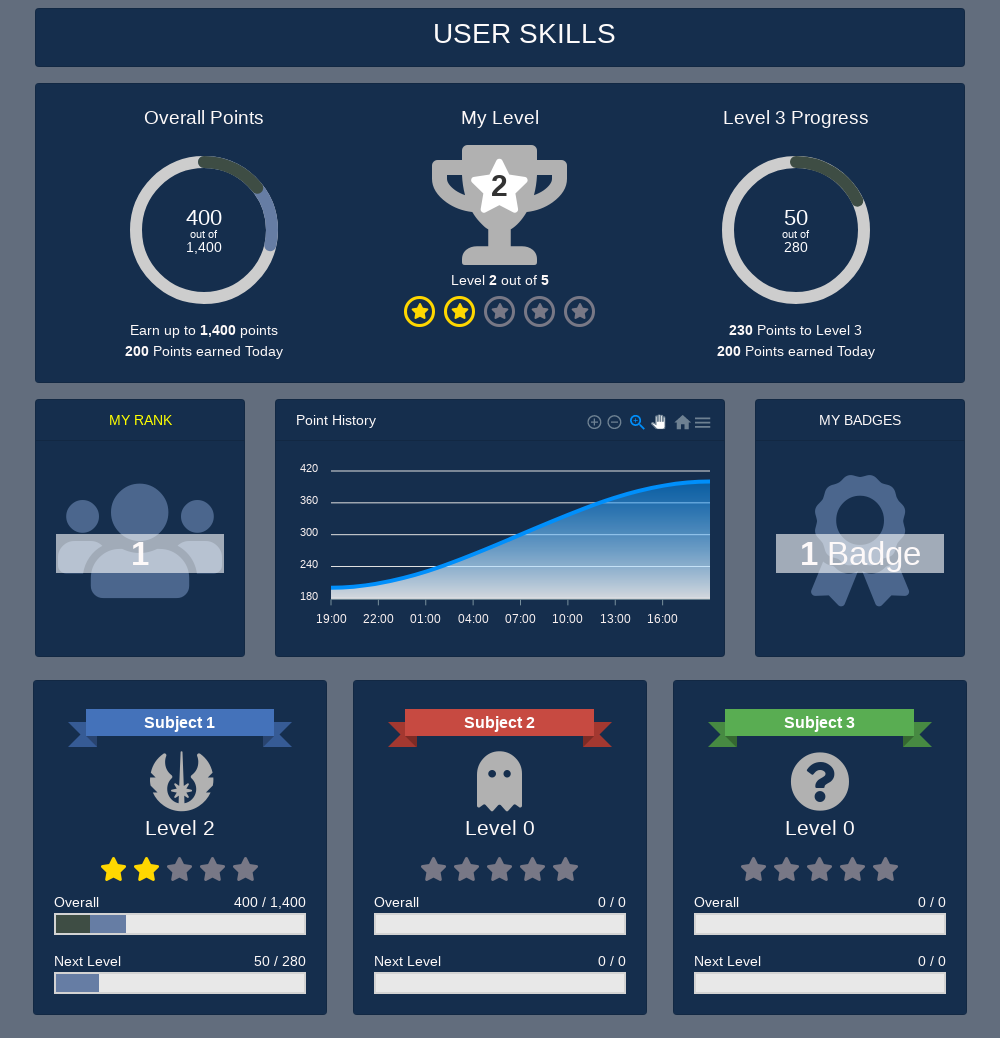 USER SKILLS
Overall Points
400
out of
1,400
Earn up to 1,400 points
200 Points earned Today
My Level
2
Level 2 out of 5
Level 3 Progress
50
out of
280
230 Points to Level 3
200 Points earned Today
MY RANK
1
Point History
420
360
300
240
180
19:00 22:00 01:00 04:00 07:00 10:00 13:00 16:00
MY BADGES
1 Badge
Subject 1
Level 2
Overall 400 / 1,400
Next Level 50 / 280
Subject 2
Level 0
Overall 0 / 0
Next Level 0 / 0
Subject 3
Level 0
Overall 0 / 0
Next Level 0 / 0